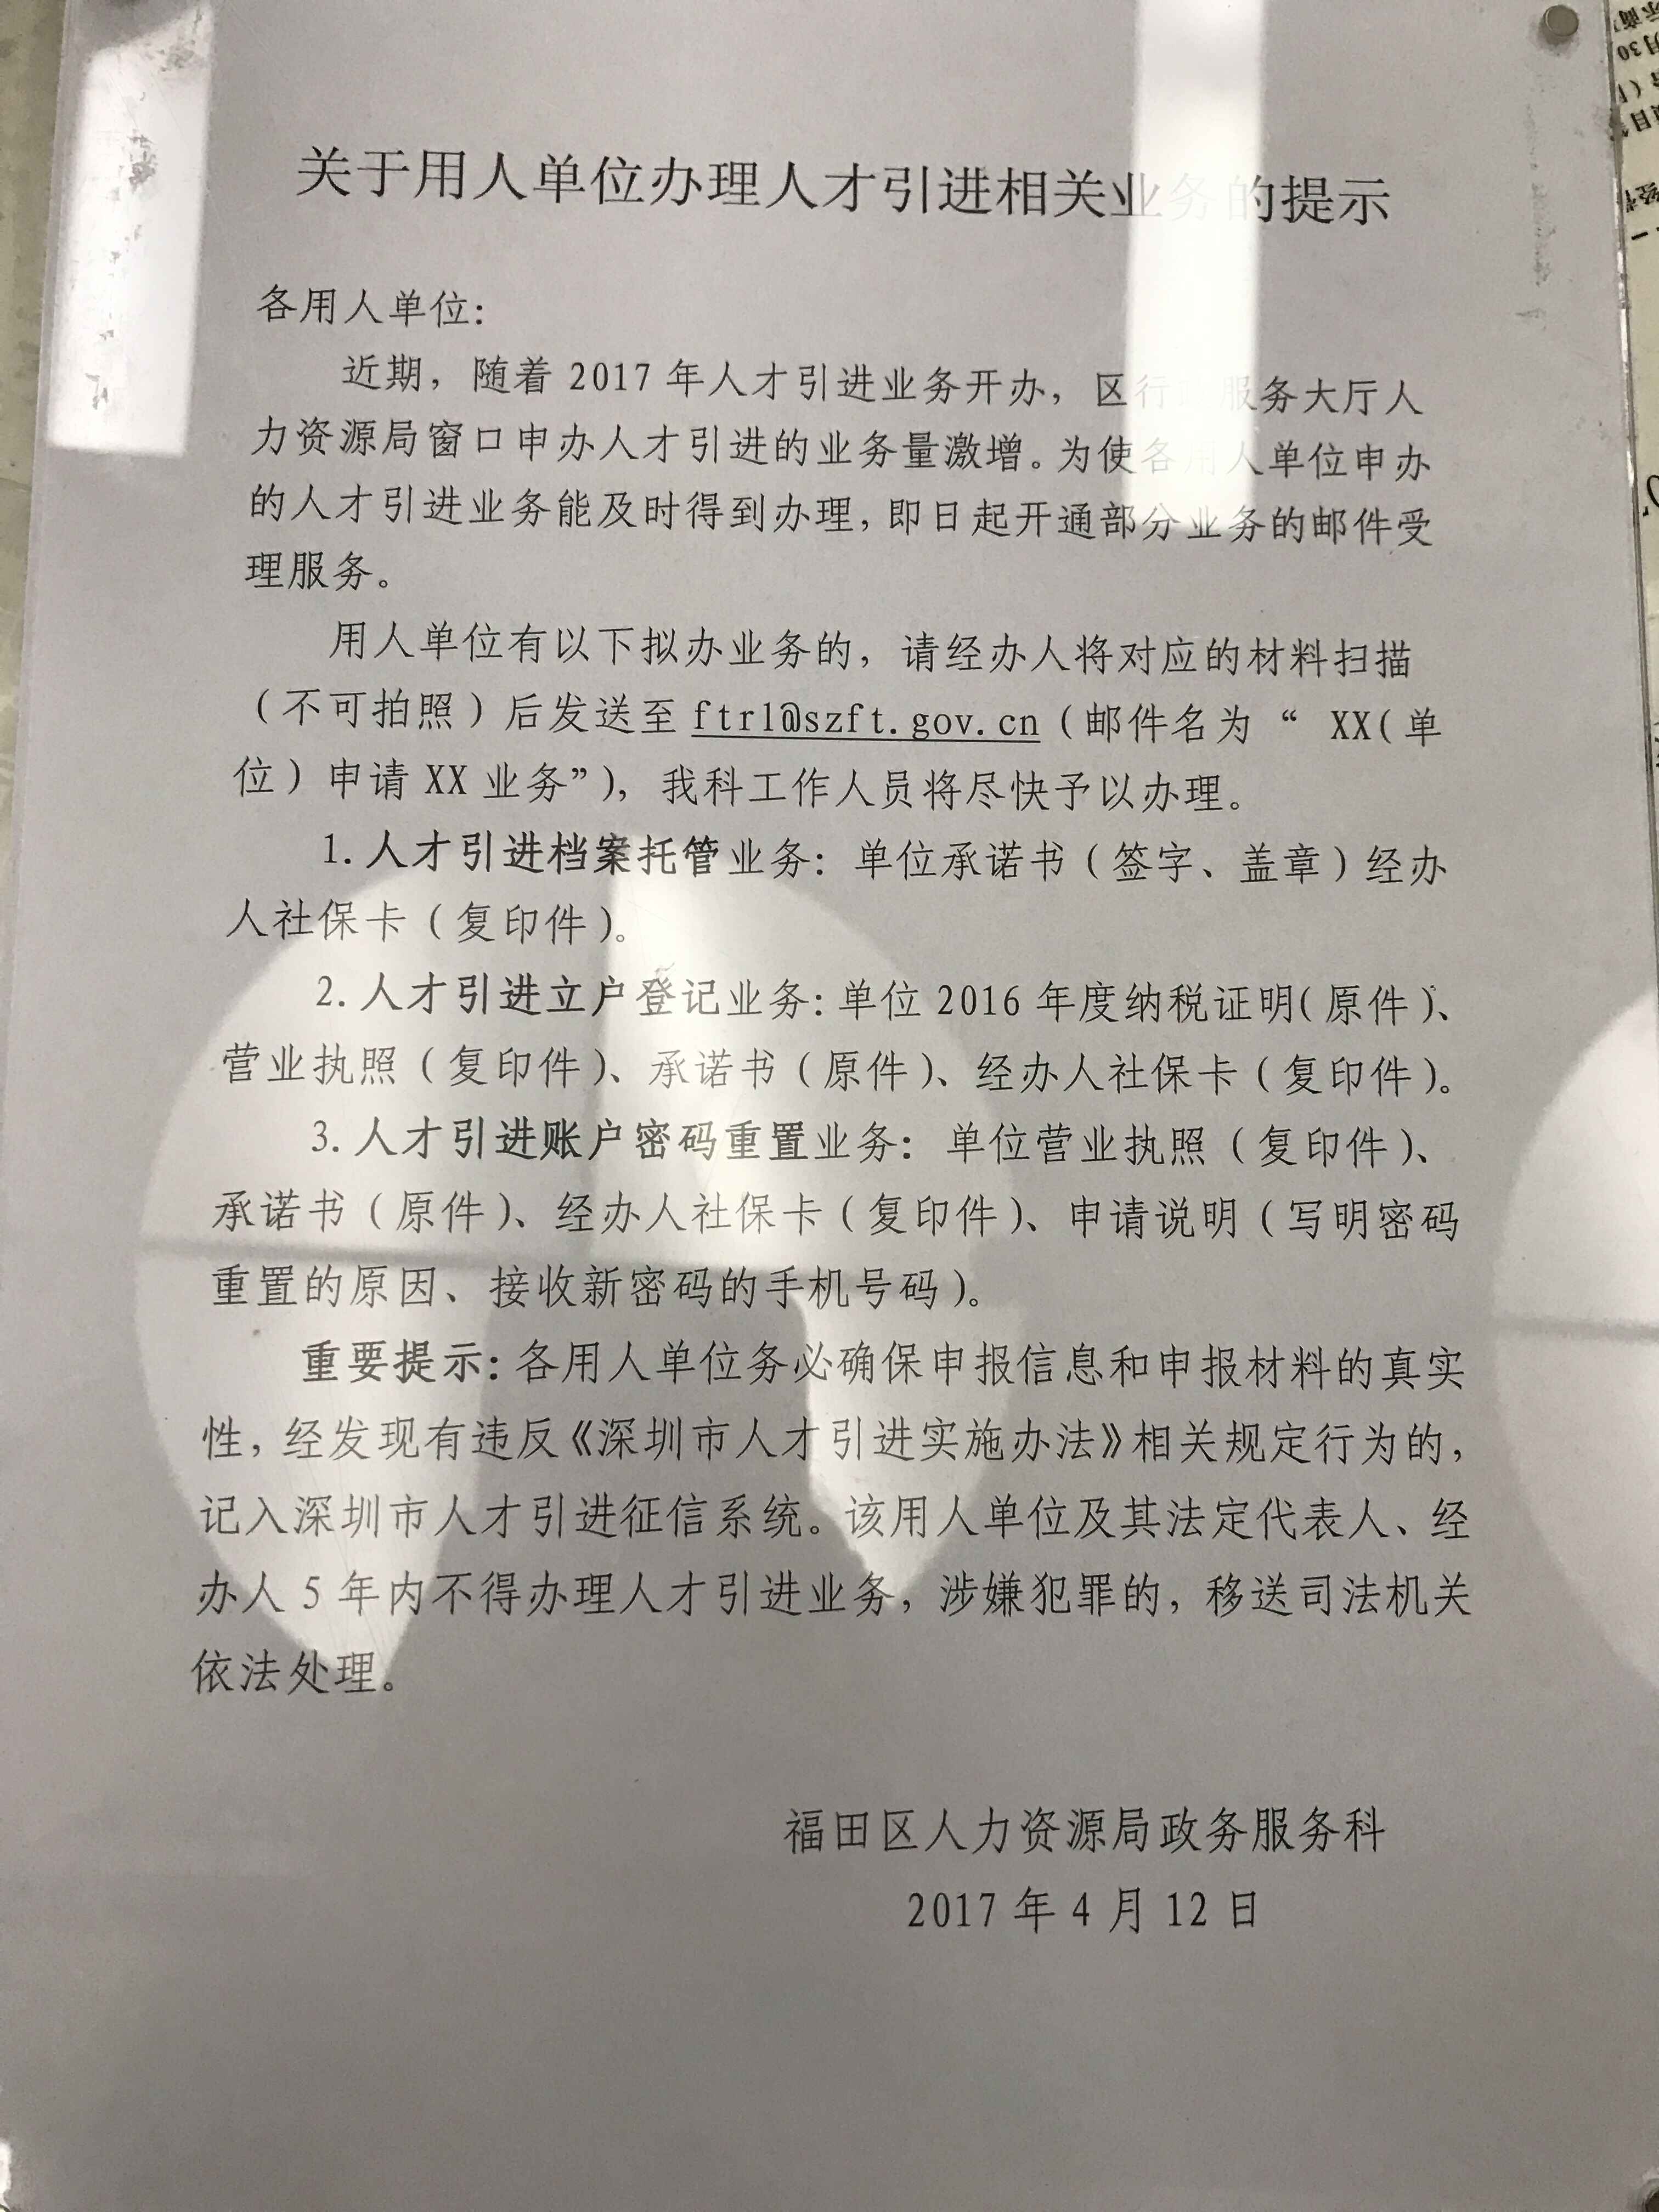 关于用人单位办理人才引进相关业务的提示
各用人单位：
近期，随着 2017 年人才引进业务开办，区行 服务大厅人
力资源局窗口申办人才引进的业务量激增。为使各用人单位申办
的人才引进业务能及时得到办理，即日起开通部分业务的邮件受
理服务。
用人单位有以下拟办业务的，请经办人将对应的材料扫描
（不可拍照）后发送至 ftrl@szft.gov.cn（邮件名为“ XX(单
位）申请 XX 业务”），我科工作人员将尽快予以办理。
1.人才引进档案托管业务：单位承诺书（签字、盖章）经办
人社保卡（复印件）。
2.人才引进立户登记业务：单位 2016 年度纳税证明(原件）、
营业执照（复印件）、承诺书（原件）、经办人社保卡（复印件）。
3.人才引进账户密码重置业务：单位营业执照（复印件）、
承诺书（原件）、经办人社保卡（复印件）、申请说明（写明密码
重置的原因、接收新密码的手机号码）。
重要提示：各用人单位务必确保申报信息和申报材料的真实
性，经发现有违反《深圳市人才引进实施办法》相关规定行为的，
记入深圳市人才引进征信系统。该用人单位及其法定代表人、经
办人 5 年内不得办理人才引进业务，涉嫌犯罪的，移送司法机关
依法处理。
福田区人力资源局政务服务科
2017 年 4 月 12 日